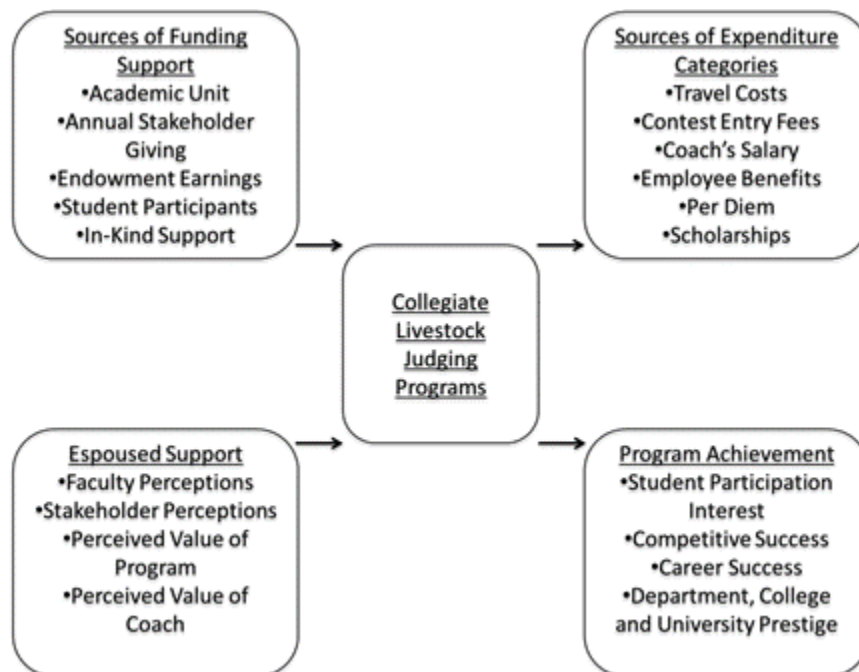 Sources of Funding
Support
•Academic Unit
•Annual Stakeholder
Giving
•Endowment Earnings
•Student Participants
•In-Kind Support
Sources of Expenditure
Categories
•Travel Costs
•Contest Entry Fees
•Coach's Salary
•Employee Benefits
•Per Diem
•Scholarships
Collegiate
Livestock
Judging
Programs
Espoused Support
•Faculty Perceptions
•Stakeholder Perceptions
•Perceived Value of
Program
•Perceived Value of
Coach
Program Achievement
•Student Participation
Interest
•Competitive Success
•Career Success
•Department, College
and University Prestige